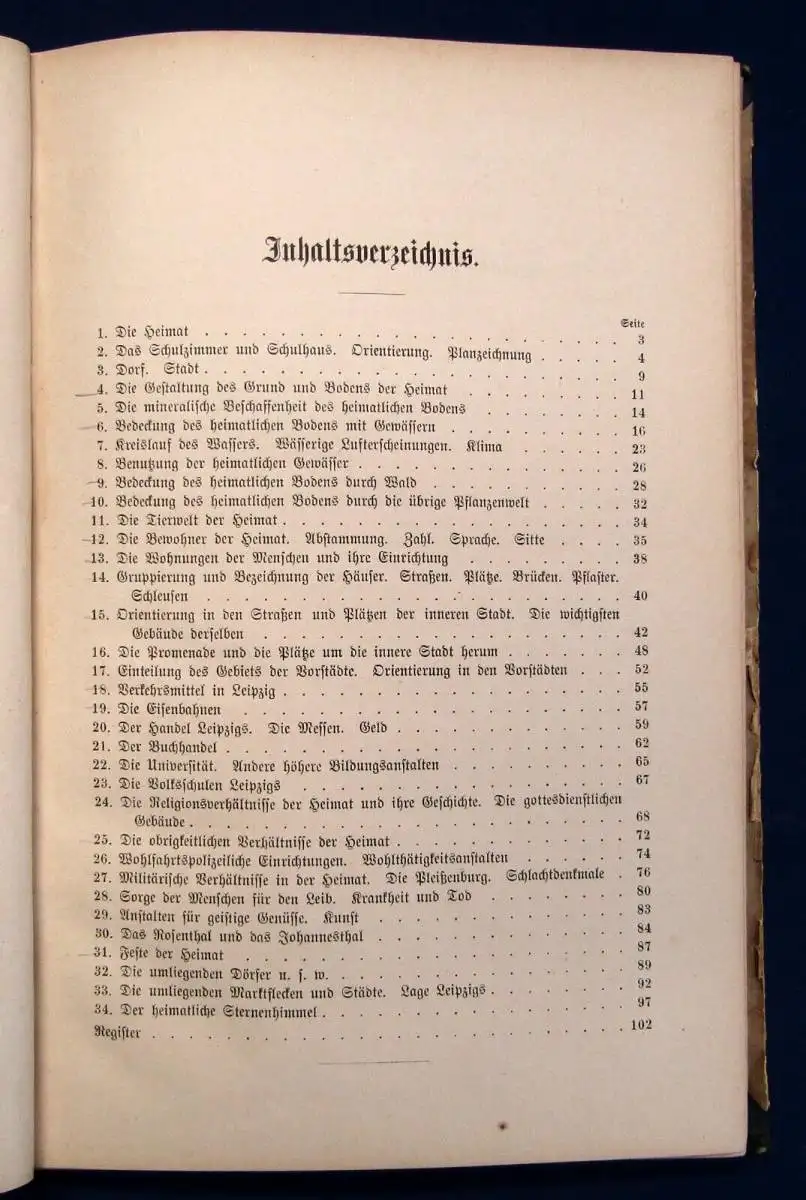 Inhaltsverzeichnis.
Seite
1. Die Heimat . . . . . . . . . . . . . . . . . . 3
2. Das Schulzimmer und Schulhaus. Orientierung. Planzeichnung . . . . . 4
3. Dorf. Stadt . . . . . . . . . . . . . . . . . . 9
4. Die Gestaltung des Grund und Bodens der Heimat . . . . . . . . 11
5. Die mineralische Beschaffenheit des heimatlichen Bodens . . . . . . . 14
6. Bedeckung des heimatlichen Bodens mit Gewässern . . . . . . . . 16
7. Kreislauf des Wassers. Wässerige Lufterscheinungen. Klima . . . . . . 23
8. Benutzung der heimatlichen Gewässer . . . . . . . . . . . . 26
9. Bedeckung des heimatlichen Bodens durch Wald . . . . . . . . . 28
10. Bedeckung des heimatlichen Bodens durch die übrige Pflanzenwelt . . . . 32
11. Die Tierwelt der Heimat . . . . . . . . . . . . . . . 34
12. Die Bewohner der Heimat. Abstammung. Zahl. Sprache. Sitte . . . . 35
13. Die Wohnungen der Menschen und ihre Einrichtung . . . . . . . . 38
14. Gruppierung und Bezeichnung der Häuser. Straßen. Plätze. Brücken. Pflaster.
Schleusen . . . . . . . . . . . . . . . . . . 40
15. Orientierung in den Straßen und Plätzen der inneren Stadt. Die wichtigsten
Gebäude derselben . . . . . . . . . . . . . . . . 42
16. Die Promenade und die Plätze um die innere Stadt herum . . . . . . 48
17. Einteilung des Gebiets der Vorstädte. Orientierung in den Vorstädten . . . 52
18. Verkehrsmittel in Leipzig . . . . . . . . . . . . . . . 55
19. Die Eisenbahnen . . . . . . . . . . . . . . . . . 57
20. Der Handel Leipzigs. Die Messen. Geld . . . . . . . . . . . 59
21. Der Buchhandel . . . . . . . . . . . . . . . . . . 62
22. Die Universität. Andere höhere Bildungsanstalten . . . . . . . . . 65
23. Die Volksschulen Leipzigs . . . . . . . . . . . . . . . 67
24. Die Religionsverhältnisse der Heimat und ihre Geschichte. Die gottesdienstlichen
Gebäude . . . . . . . . . . . . . . . . . . . 68
25. Die obrigkeitlichen Verhältnisse der Heimat . . . . . . . . . . . 72
26. Wohlfahrtspolizeiliche Einrichtungen. Wohlthätigkeitsanstalten . . . . . . 74
27. Militärische Verhältnisse in der Heimat. Die Pleißenburg. Schlachtdenkmale . 76
28. Sorge der Menschen für den Leib. Krankheit und Tod . . . . . . . 80
29. Anstalten für geistige Genüsse. Kunst . . . . . . . . . . . 83
30. Das Rosenthal und das Johannesthal . . . . . . . . . . . . 84
31. Feste der Heimat . . . . . . . . . . . . . . . . . 87
32. Die umliegenden Dörfer u. s. w. . . . . . . . . . . . . . 89
33. Die umliegenden Marktflecken und Städte. Lage Leipzigs . . . . . . . 92
34. Der heimatliche Sternenhimmel . . . . . . . . . . . . . . 97
Register . . . . . . . . . . . . . . . . . . . . . 102